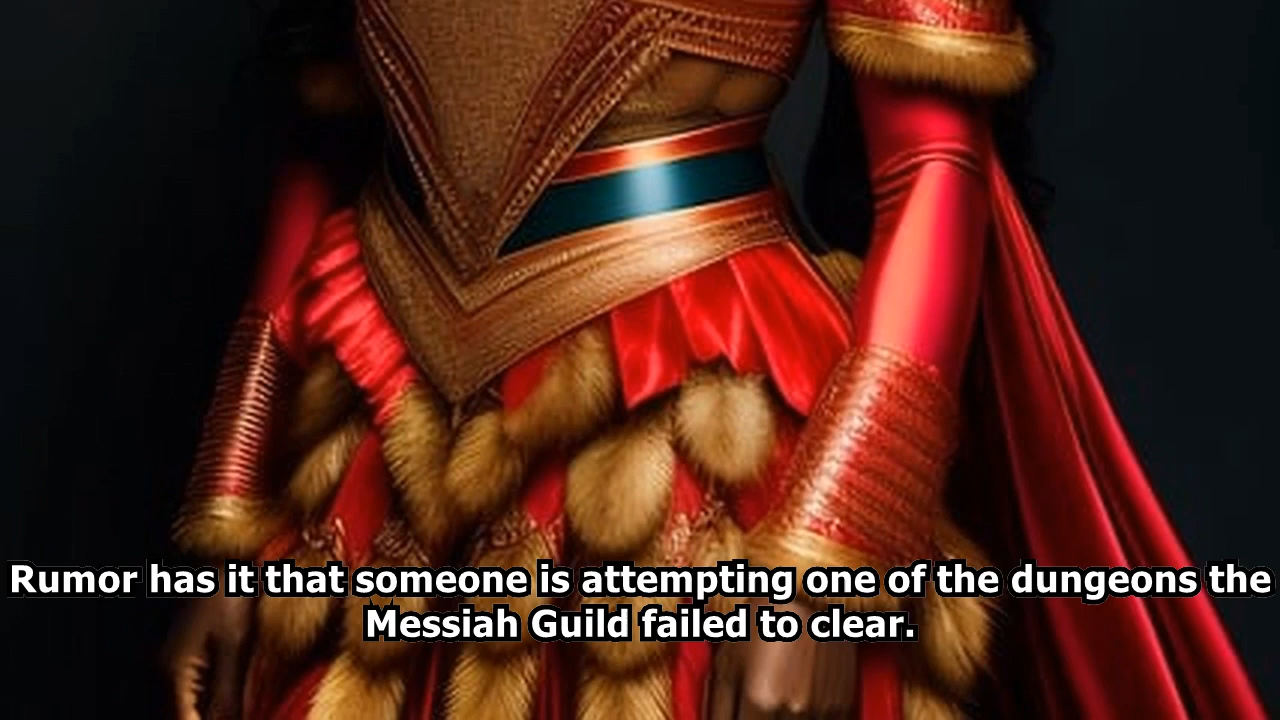 Rumor has it that someone is attempting one of the dungeons the
Messiah Guild failed to clear.